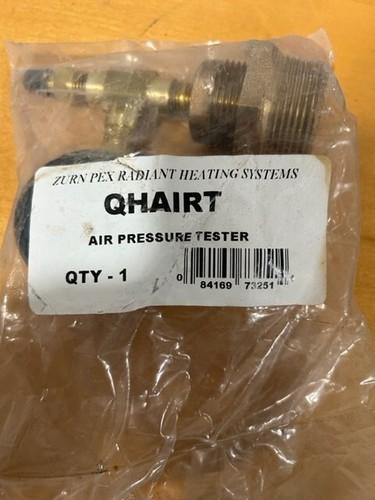 ZURN PEX RADIANT HEATING SYSTEMS
QHAIRT
AIR PRESSURE TESTER
QTY - 1
0 84169 73251